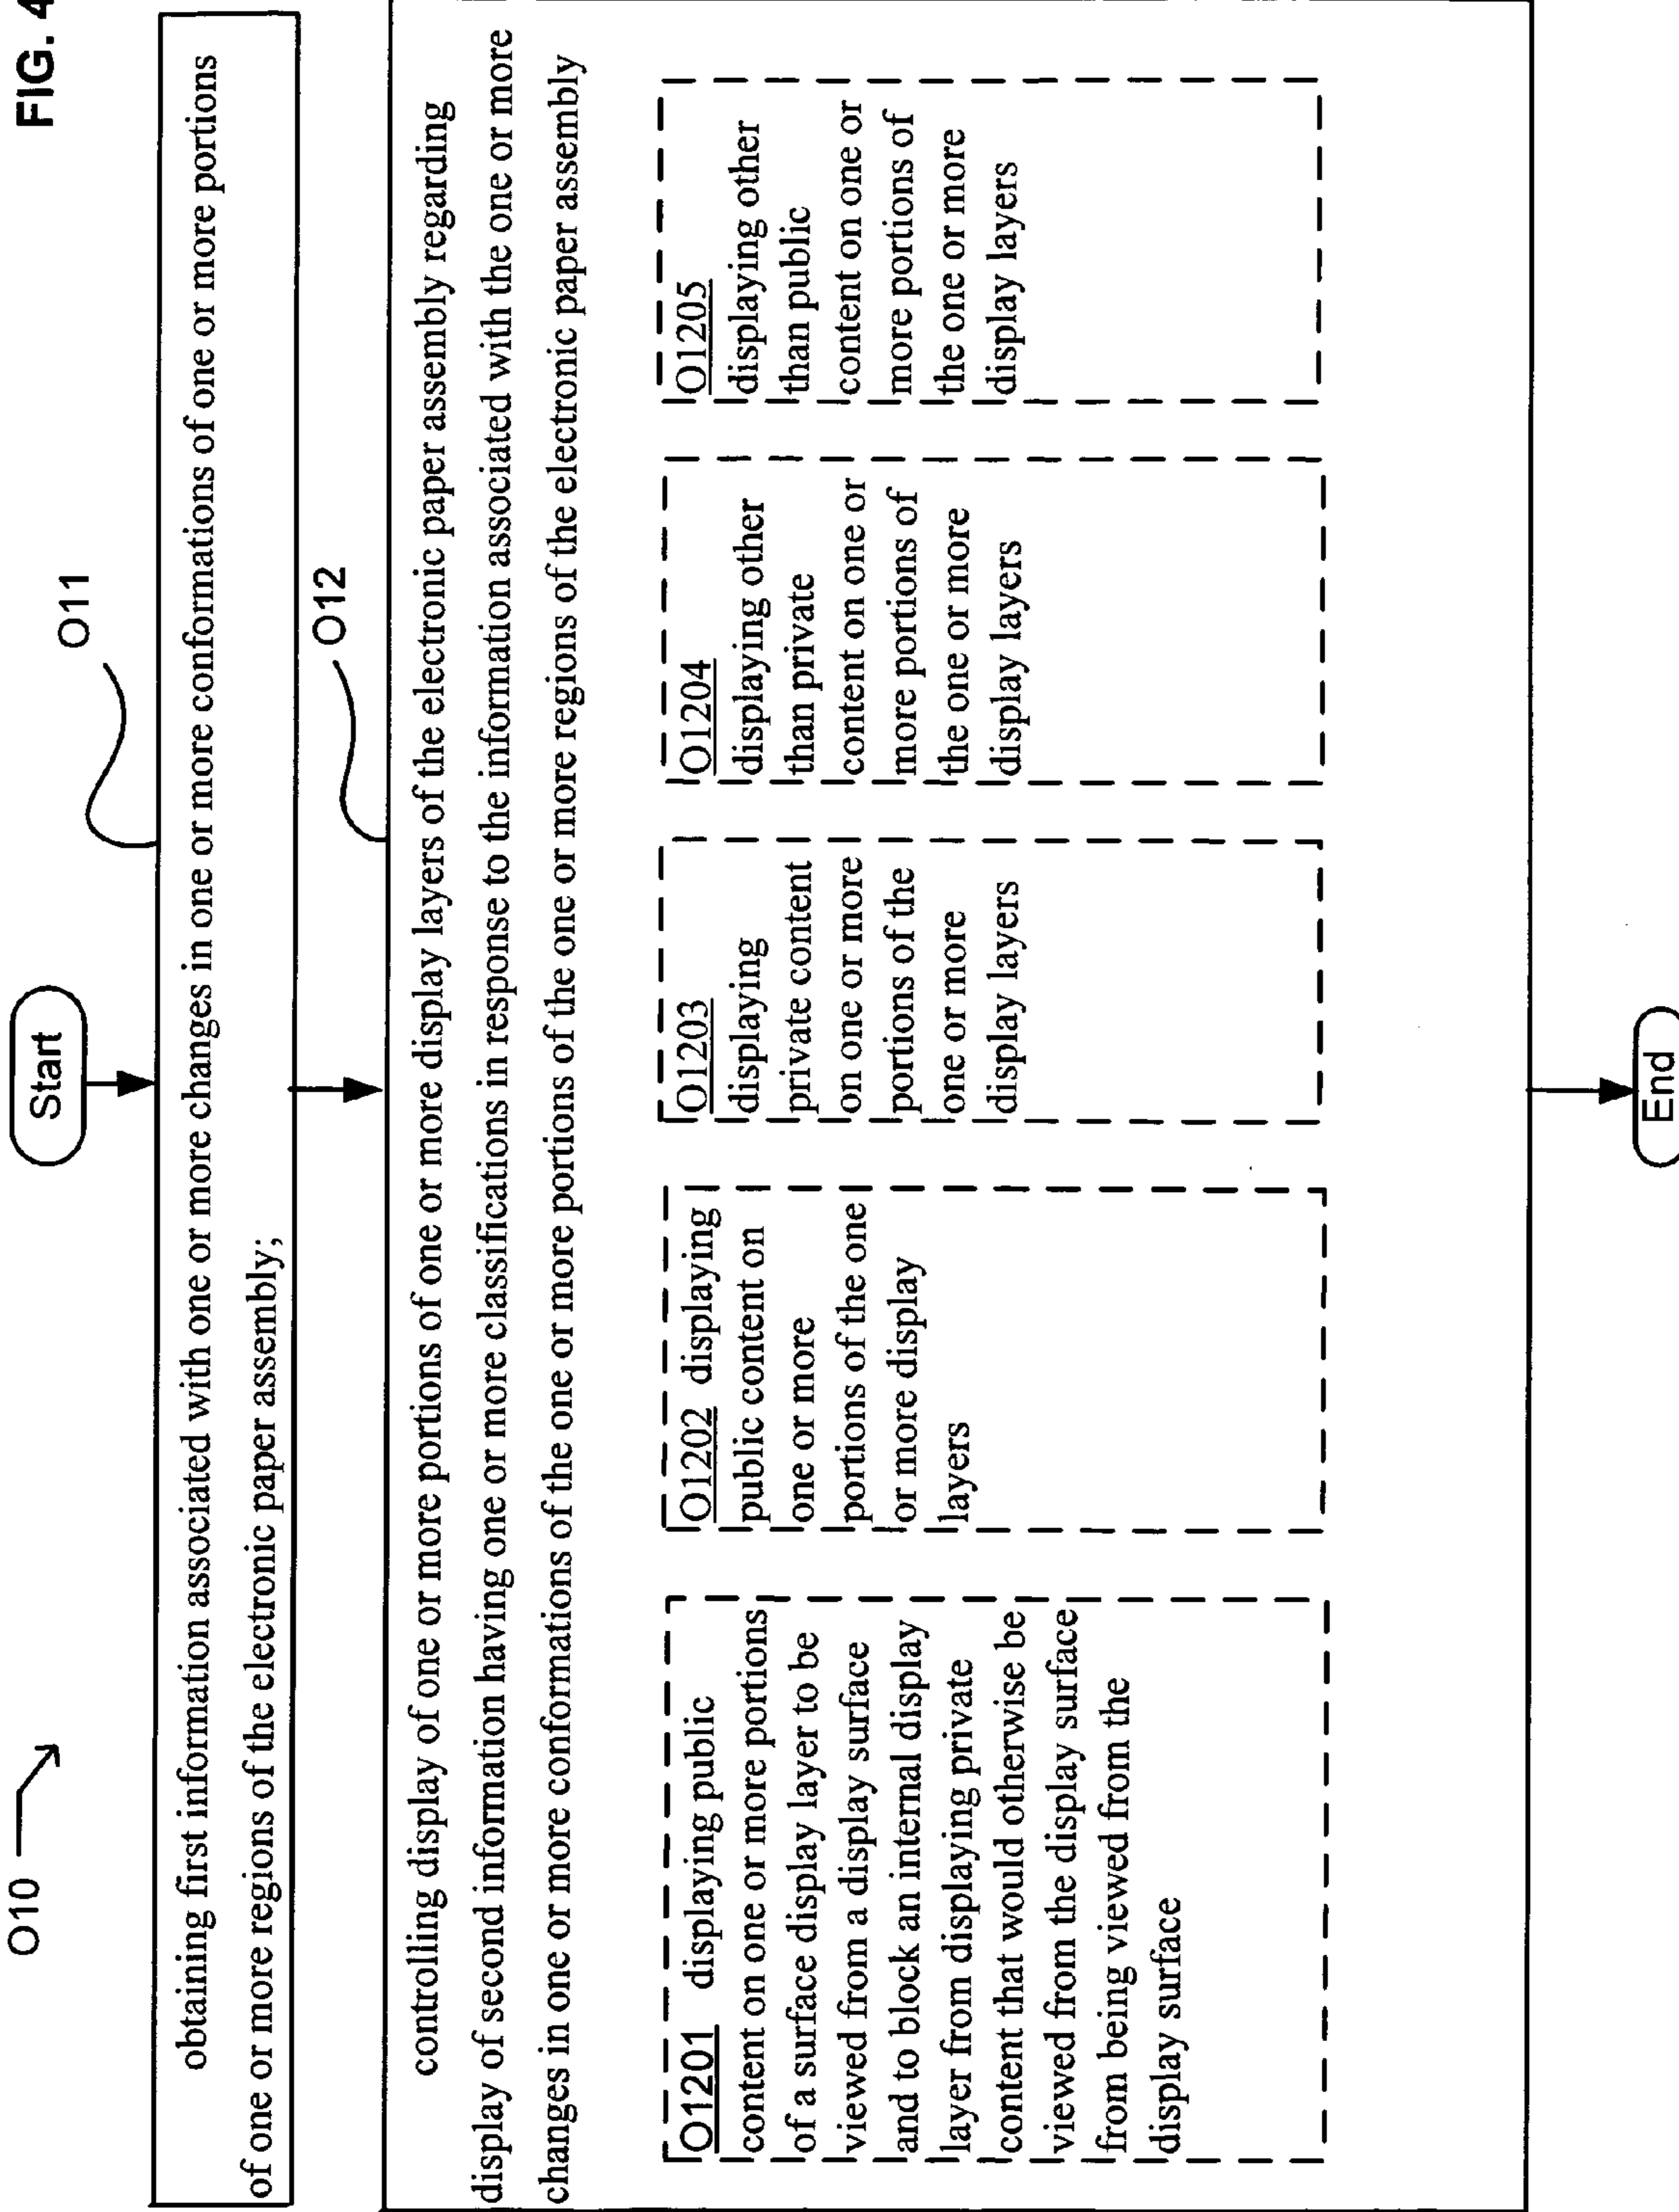 FIG. 4
O10
Start
O11
obtaining first information associated with one or more changes in one or more conformations of one or more portions
of one or more regions of the electronic paper assembly;
O12
controlling display of one or more portions of one or more display layers of the electronic paper assembly regarding
display of second information having one or more classifications in response to the information associated with the one or more
changes in one or more conformations of the one or more portions of the one or more regions of the electronic paper assembly
O1201 displaying public
content on one or more portions
of a surface display layer to be
viewed from a display surface
and to block an internal display
layer from displaying private
content that would otherwise be
viewed from the display surface
from being viewed from the
display surface
O1202 displaying
public content on
one or more
portions of the one
or more display
layers
O1203
displaying
private content
on one or more
portions of the
one or more
display layers
O1204
displaying other
than private
content on one or
more portions of
the one or more
display layers
O1205
displaying other
than public
content on one or
more portions of
the one or more
display layers
End